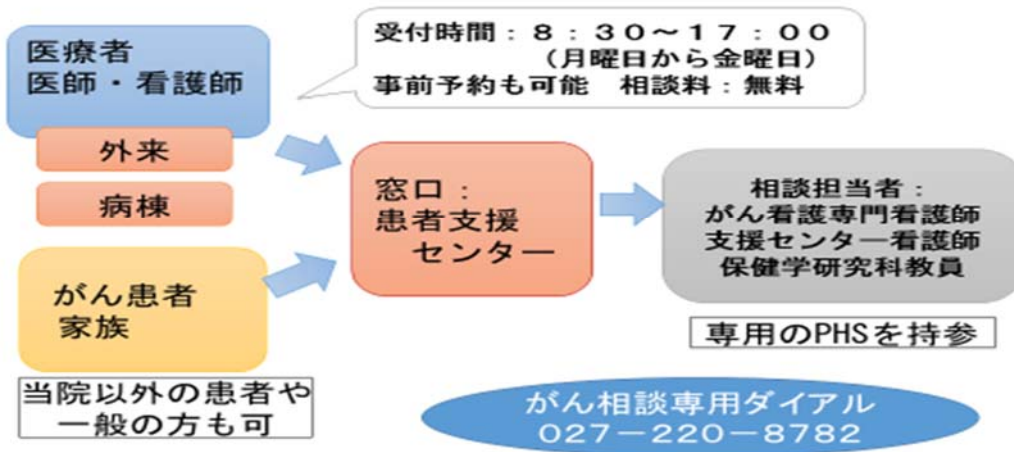 医療者
医師・看護師
外来
病棟
がん患者
家族
当院以外の患者や
一般の方も可
受付時間：８：３０～１７：００
（月曜日から金曜日）
事前予約も可能　相談料：無料
窓口：
患者支援
センター
相談担当者：
がん看護専門看護師
支援センター看護師
保健学研究科教員
専用のPHSを持参
がん相談専用ダイアル
027－220－8782